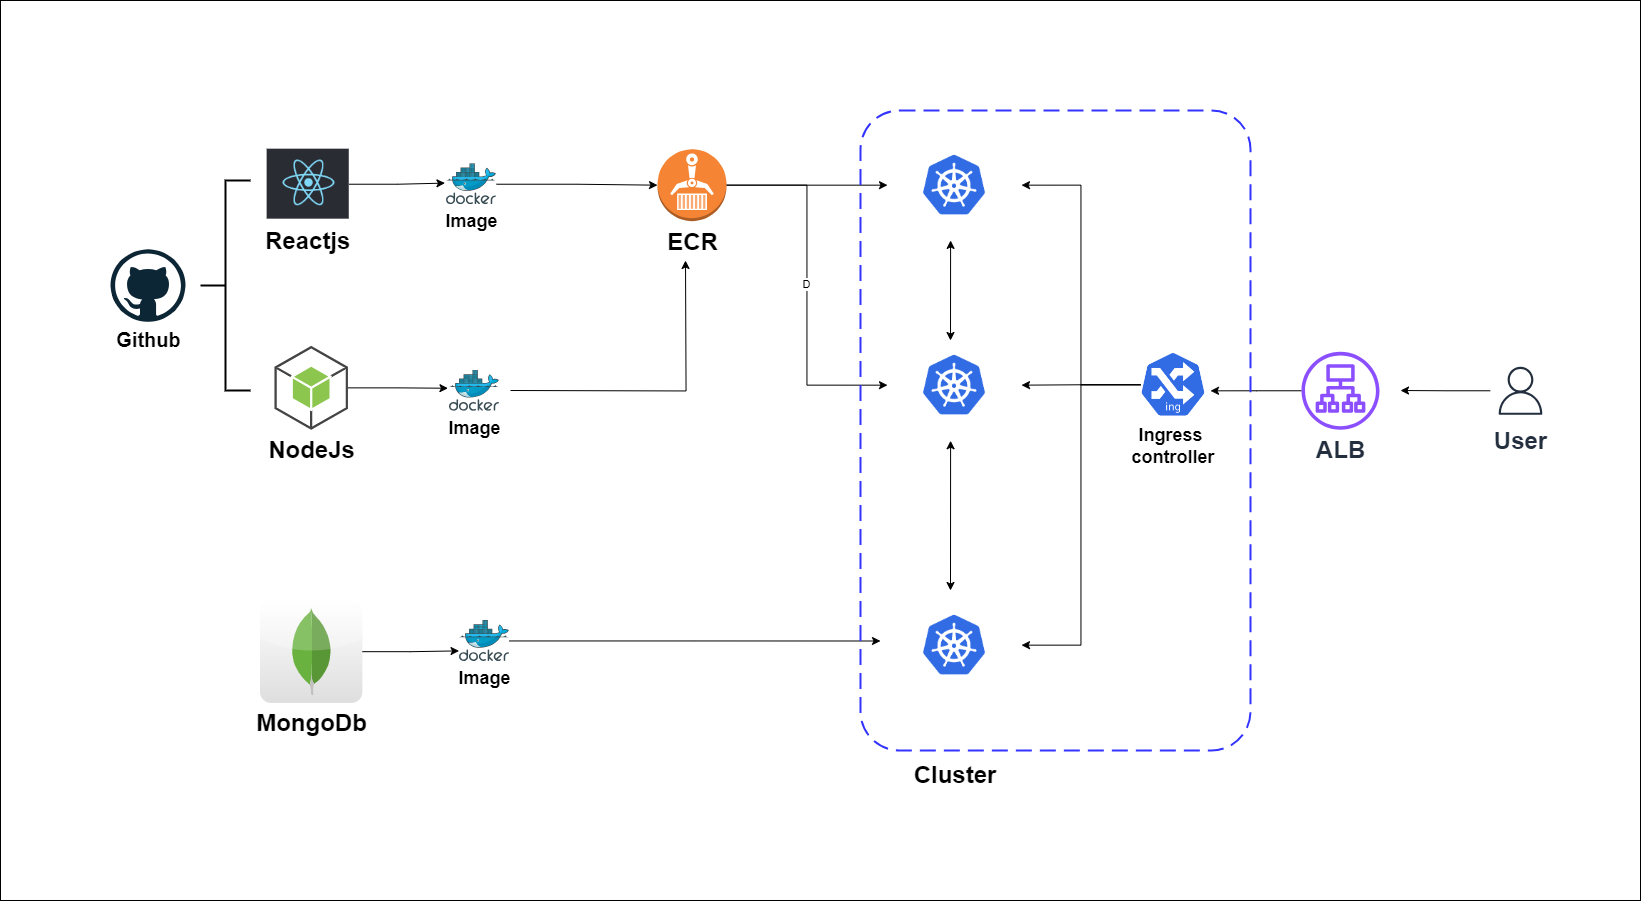 Reactjs
docker
Image
ECR
Github
D
NodeJs
docker
Image
ing
Ingress
controller
ALB
User
MongoDb
docker
Image
Cluster